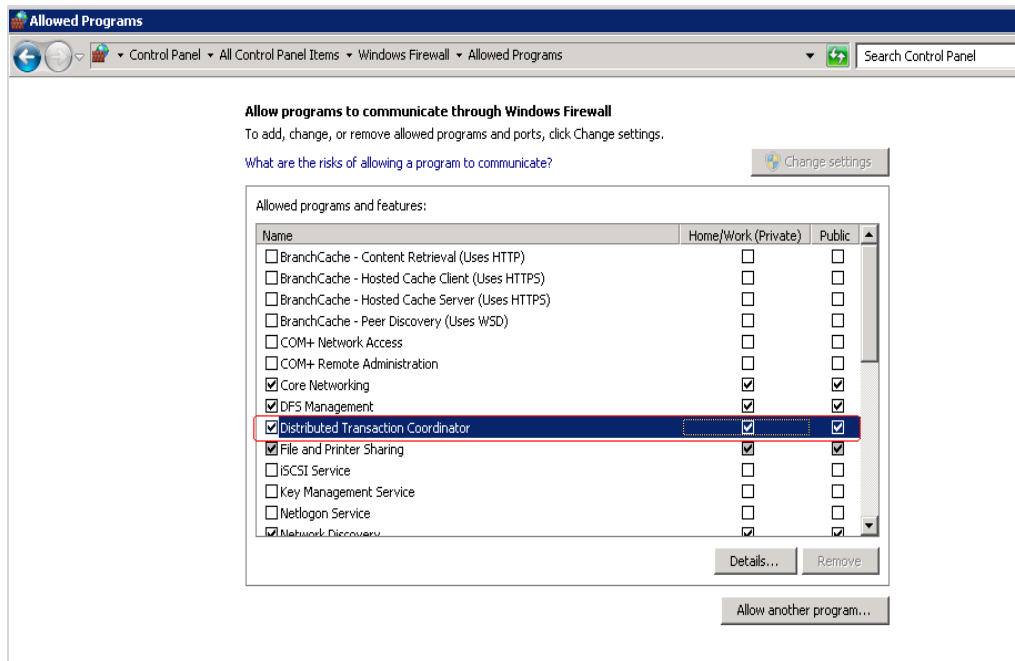 Allowed Programs
Control Panel ▾ All Control Panel Items ▾ Windows Firewall ▾ Allowed Programs
Search Control Panel
Allow programs to communicate through Windows Firewall
To add, change, or remove allowed programs and ports, click Change settings.
What are the risks of allowing a program to communicate?
Change settings
Allowed programs and features:
Name Home/Work (Private) Public
BranchCache - Content Retrieval (Uses HTTP)
BranchCache - Hosted Cache Client (Uses HTTPS)
BranchCache - Hosted Cache Server (Uses HTTPS)
BranchCache - Peer Discovery (Uses WSD)
COM+ Network Access
COM+ Remote Administration
Core Networking
DFS Management
Distributed Transaction Coordinator
File and Printer Sharing
iSCSI Service
Key Management Service
Netlogon Service
Network Discovery
Details... Remove
Allow another program...